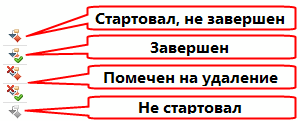 Стартовал, не завершен
Завершен
Помечен на удаление
Не стартовал